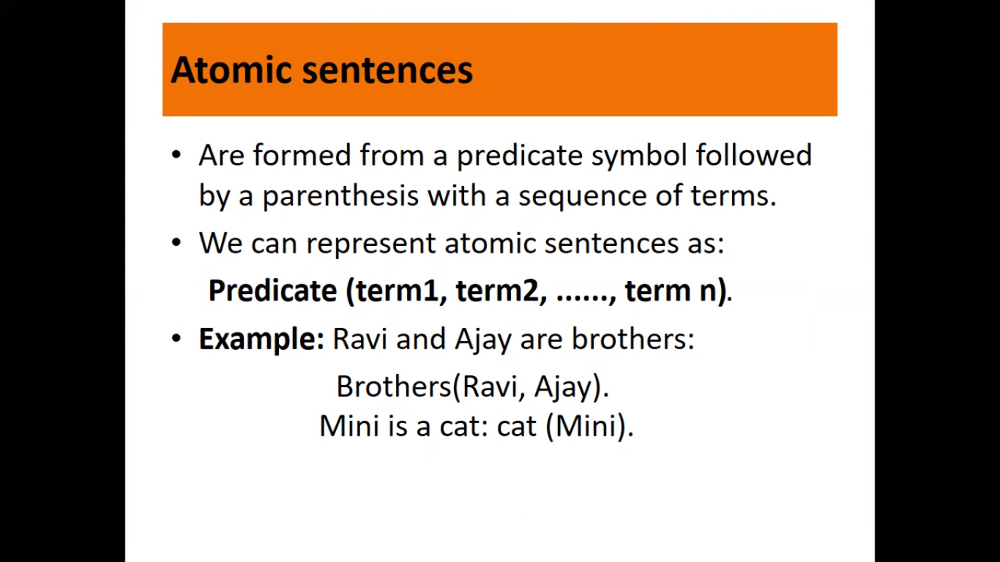 Atomic sentences
• Are formed from a predicate symbol followed
by a parenthesis with a sequence of terms.
• We can represent atomic sentences as:
Predicate (term1, term2, ......, term n).
• Example: Ravi and Ajay are brothers:
Brothers(Ravi, Ajay).
Mini is a cat: cat (Mini).